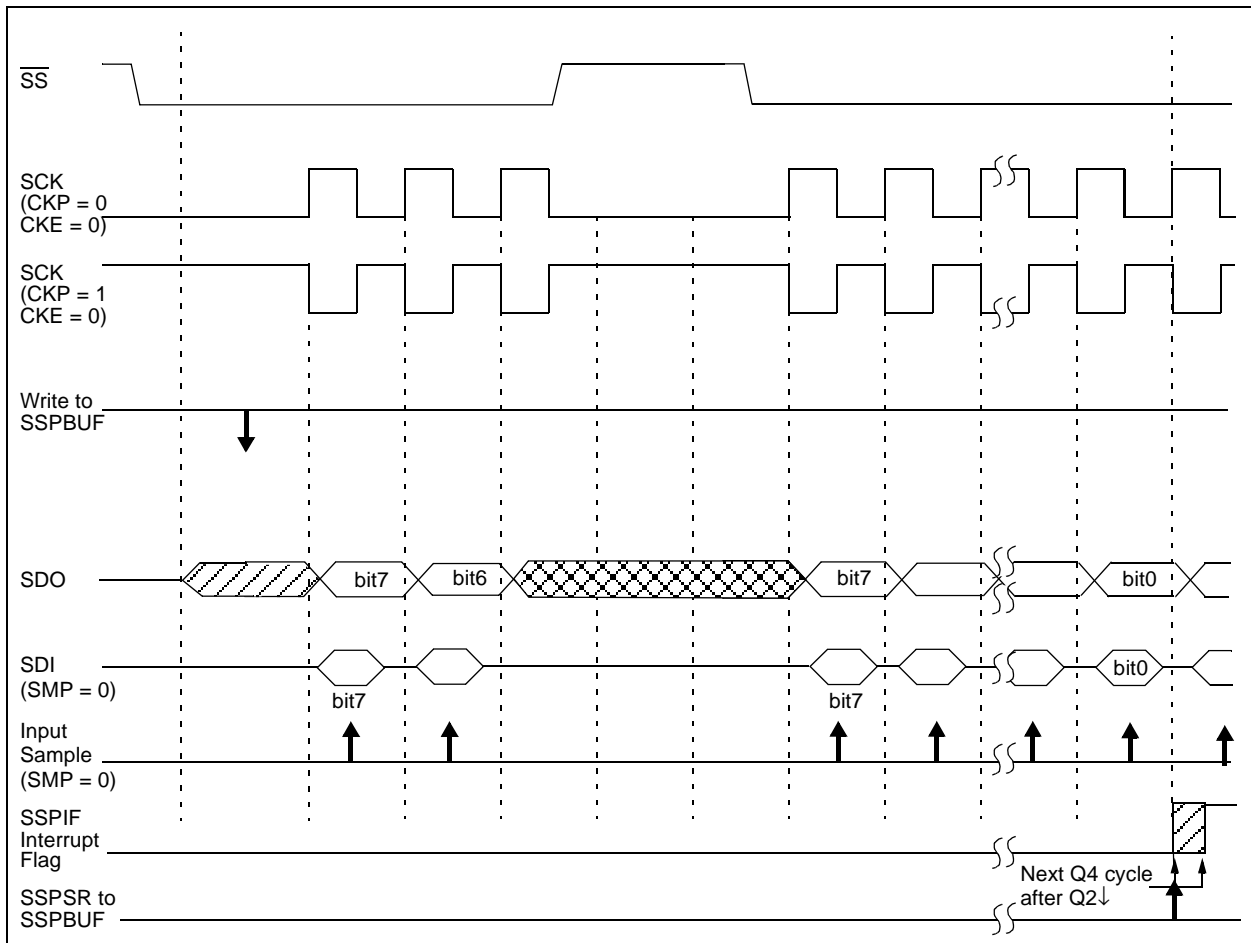 SS
SCK
(CKP = 0
CKE = 0)
SCK
(CKP = 1
CKE = 0)
Write to
SSPBUF
SDO
bit7
bit6
bit7
bit0
SDI
(SMP = 0)
bit7
bit7
bit0
Input
Sample
(SMP = 0)
SSPIF
Interrupt
Flag
Next Q4 cycle
after Q2↓
SSPSR to
SSPBUF